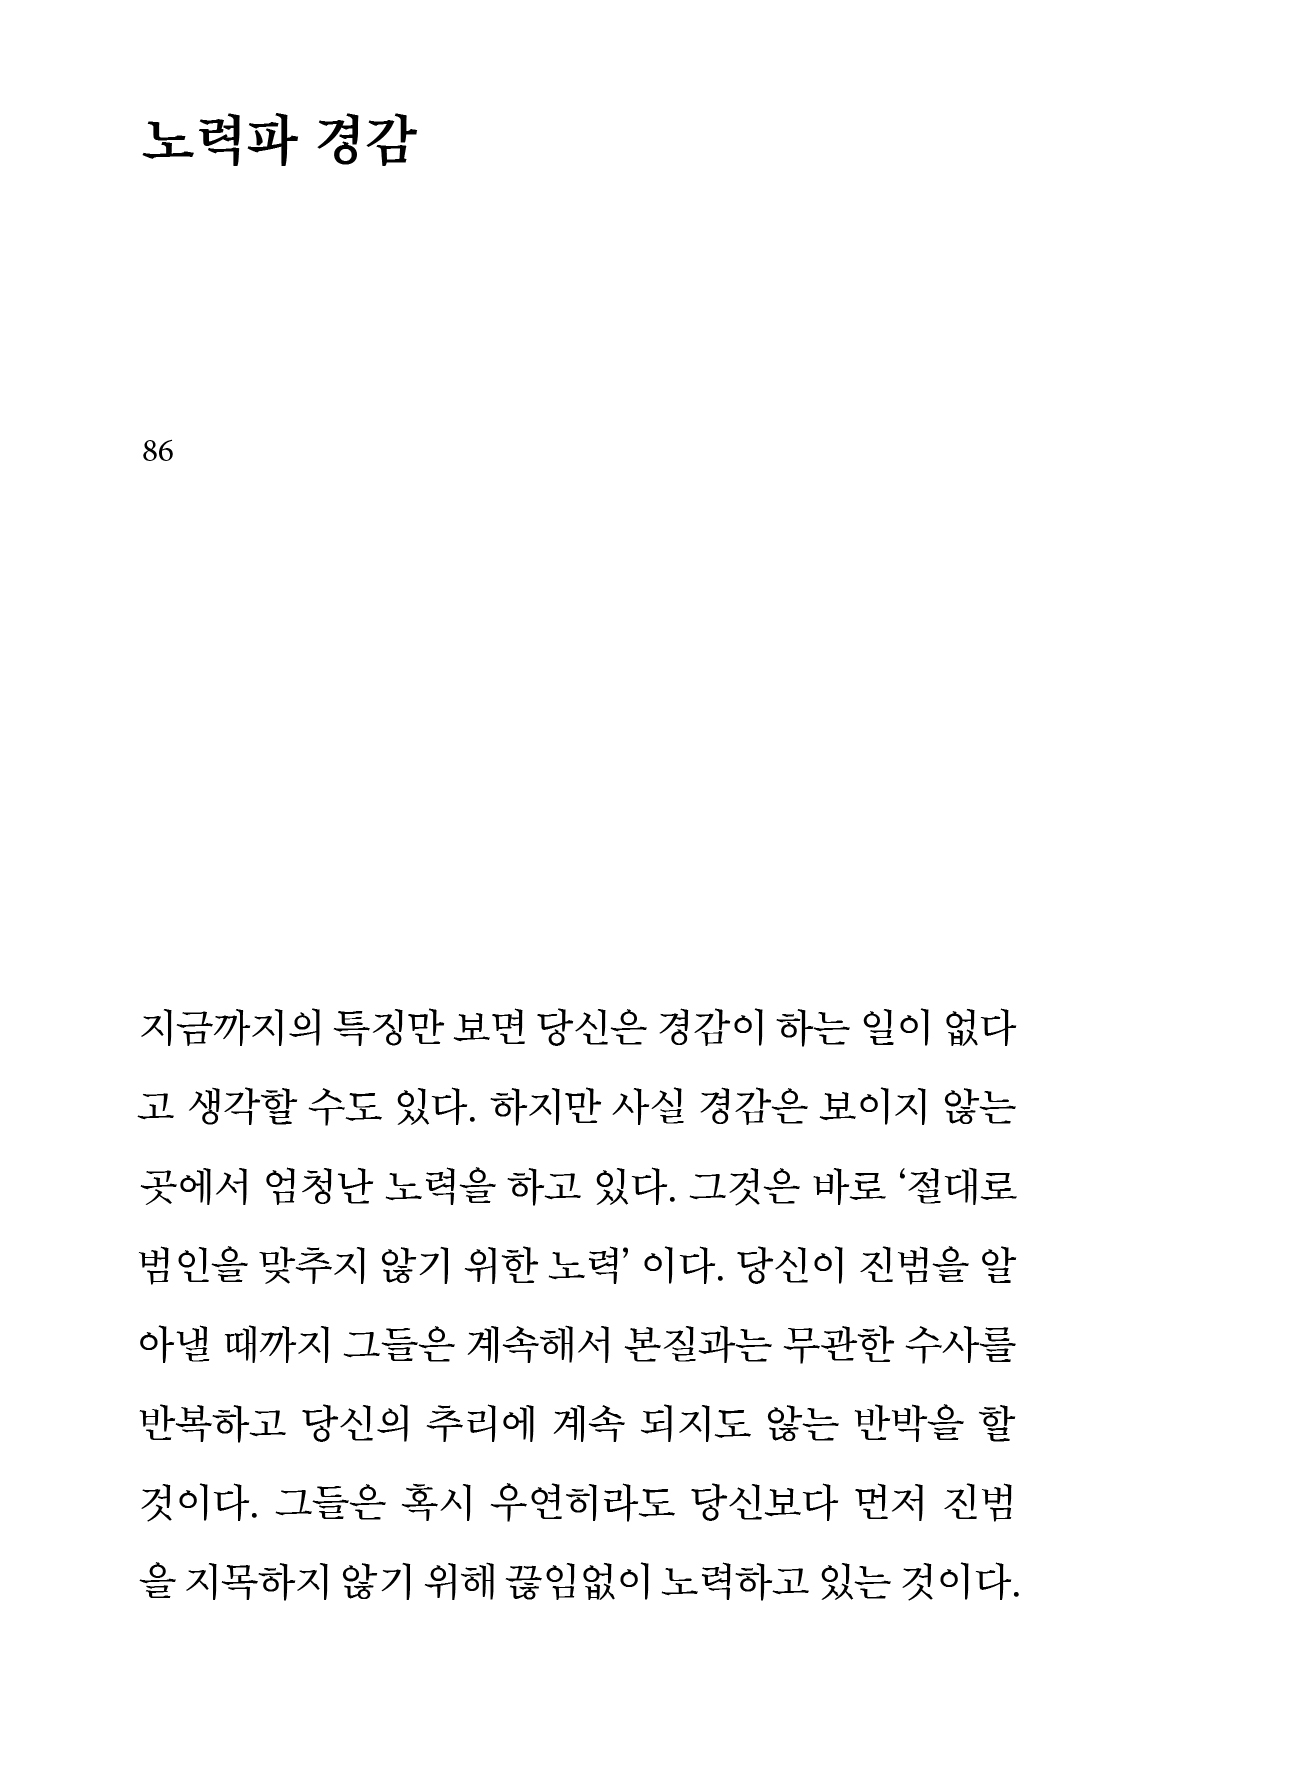 노력파 경감
86
지금까지의 특징만 보면 당신은 경감이 하는 일이 없다
고 생각할 수도 있다. 하지만 사실 경감은 보이지 않는
곳에서 엄청난 노력을 하고 있다. 그것은 바로 ‘절대로
범인을 맞추지 않기 위한 노력’ 이다. 당신이 진범을 알
아낼 때까지 그들은 계속해서 본질과는 무관한 수사를
반복하고 당신의 추리에 계속 되지도 않는 반박을 할
것이다. 그들은 혹시 우연히라도 당신보다 먼저 진범
을 지목하지 않기 위해 끊임없이 노력하고 있는 것이다.